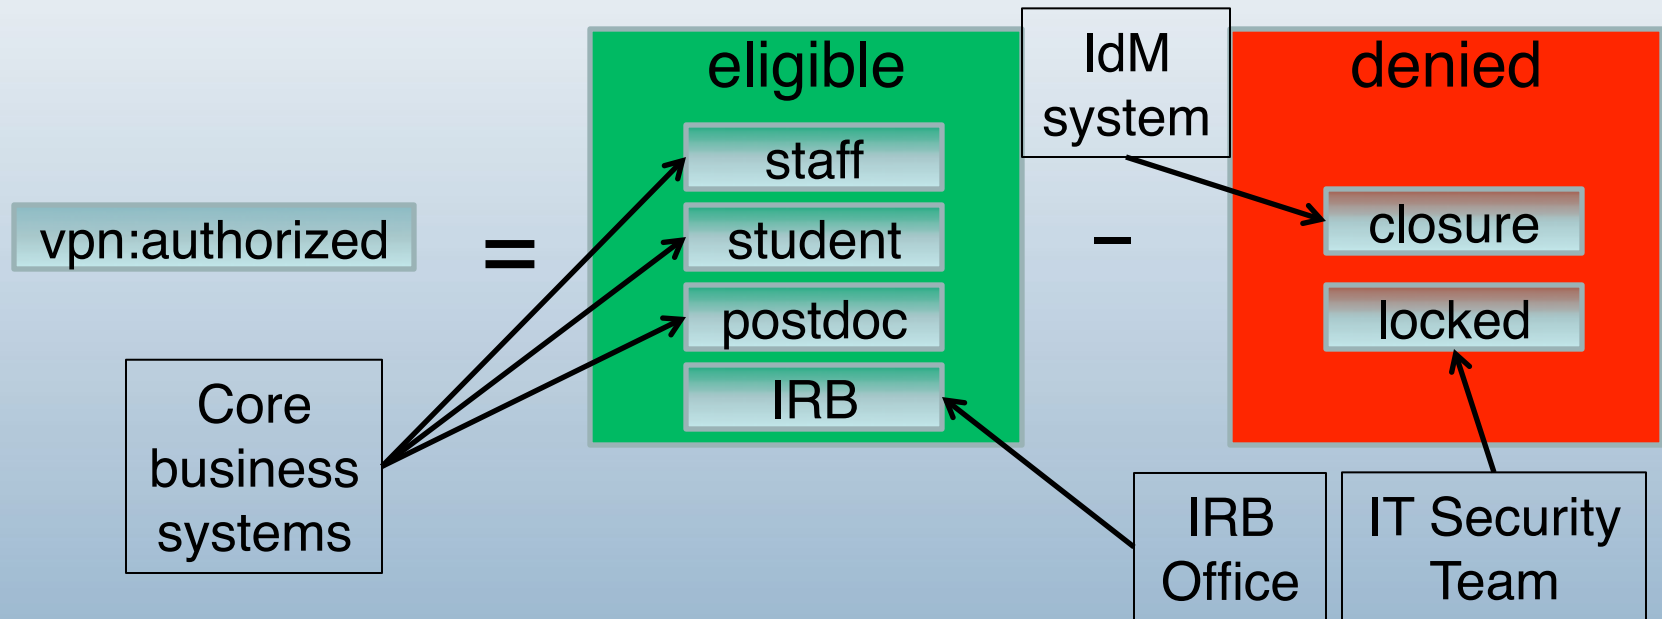 vpn:authorized
=
eligible
staff
student
postdoc
IRB
–
denied
closure
locked
IdM
system
Core
business
systems
IRB
Office
IT Security
Team